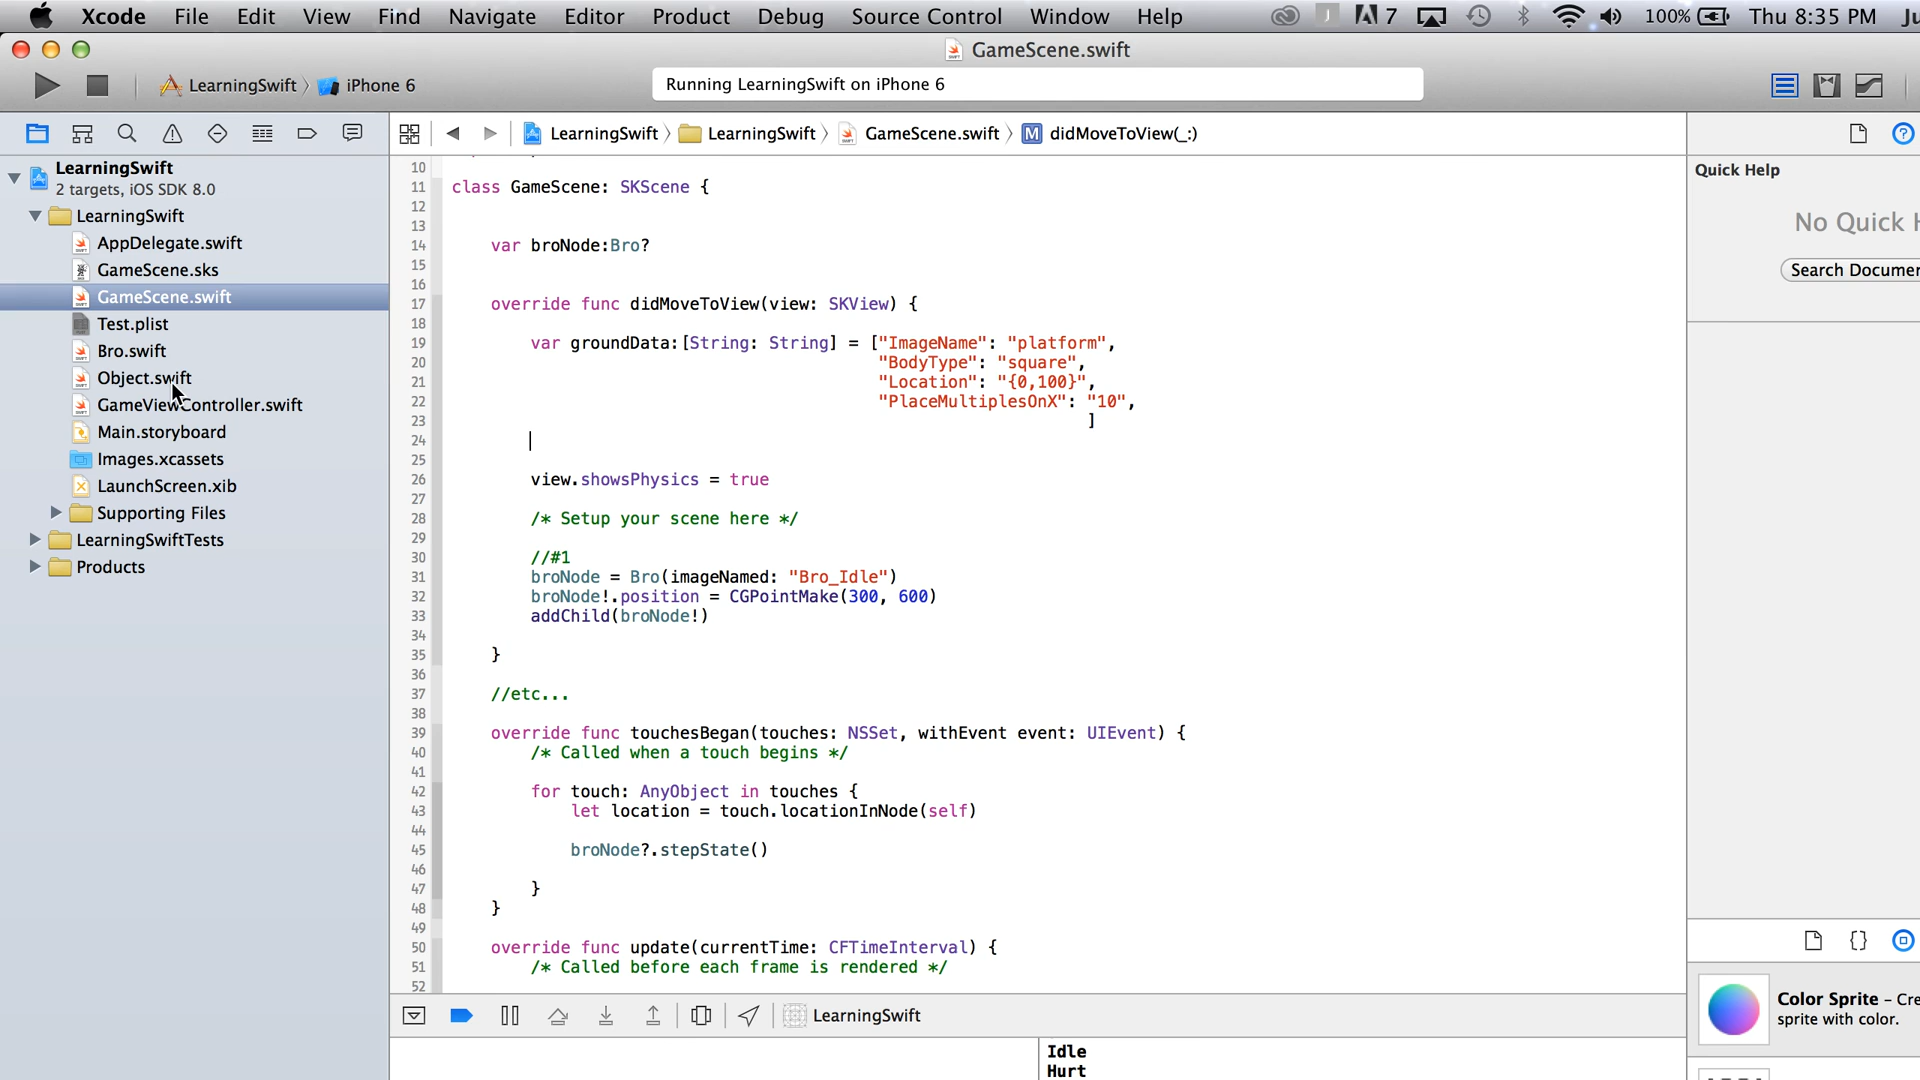 Xcode File Edit View Find Navigate Editor Product Debug Source Control Window Help 7 100% Thu 8:35 PM Ju
GameScene.swift
LearningSwift iPhone 6
Running LearningSwift on iPhone 6
LearningSwift LearningSwift GameScene.swift M didMoveToView(_:)
LearningSwift
2 targets, iOS SDK 8.0
LearningSwift
AppDelegate.swift
GameScene.sks
GameScene.swift
Test.plist
Bro.swift
Object.swift
GameViewController.swift
Main.storyboard
Images.xcassets
LaunchScreen.xib
Supporting Files
LearningSwiftTests
Products
10
11 class GameScene: SKScene {
12
13
14 var broNode:Bro?
15
16
17 override func didMoveToView(view: SKView) {
18
19 var groundData:[String: String] = ["ImageName": "platform",
20 "BodyType": "square",
21 "Location": "{0,100}",
22 "PlaceMultiplesOnX": "10",
23 ]
24
25
26 view.showsPhysics = true
27
28 /* Setup your scene here */
29
30 //#1
31 broNode = Bro(imageNamed: "Bro_Idle")
32 broNode!.position = CGPointMake(300, 600)
33 addChild(broNode!)
34
35 }
36
37 //etc...
38
39 override func touchesBegan(touches: NSSet, withEvent event: UIEvent) {
40 /* Called when a touch begins */
41
42 for touch: AnyObject in touches {
43 let location = touch.locationInNode(self)
44
45 broNode?.stepState()
46
47 }
48 }
49
50 override func update(currentTime: CFTimeInterval) {
51 /* Called before each frame is rendered */
52
LearningSwift
Idle
Hurt
Quick Help
No Quick H
Search Documen
{}
Color Sprite – Cre
sprite with color.